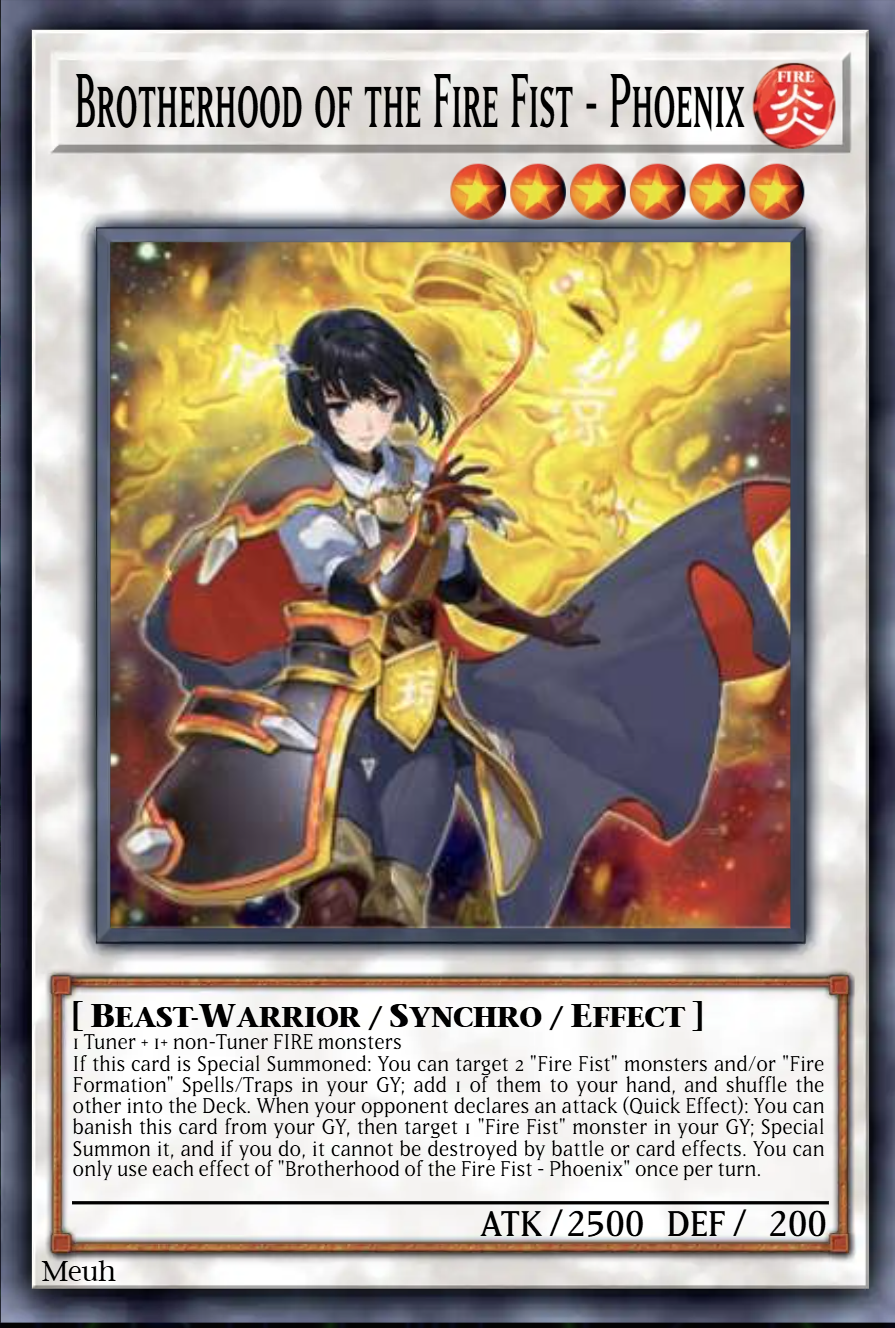 Brotherhood of the Fire Fist - Phoenix
FIRE
炎
琼
[ Beast-Warrior / Synchro / Effect ]
1 Tuner + 1+ non-Tuner FIRE monsters
If this card is Special Summoned: You can target 2 "Fire Fist" monsters and/or "Fire
Formation" Spells/Traps in your GY; add 1 of them to your hand, and shuffle the
other into the Deck. When your opponent declares an attack (Quick Effect): You can
banish this card from your GY, then target 1 "Fire Fist" monster in your GY; Special
Summon it, and if you do, it cannot be destroyed by battle or card effects. You can
only use each effect of "Brotherhood of the Fire Fist - Phoenix" once per turn.
ATK / 2500 DEF / 200
Meuh